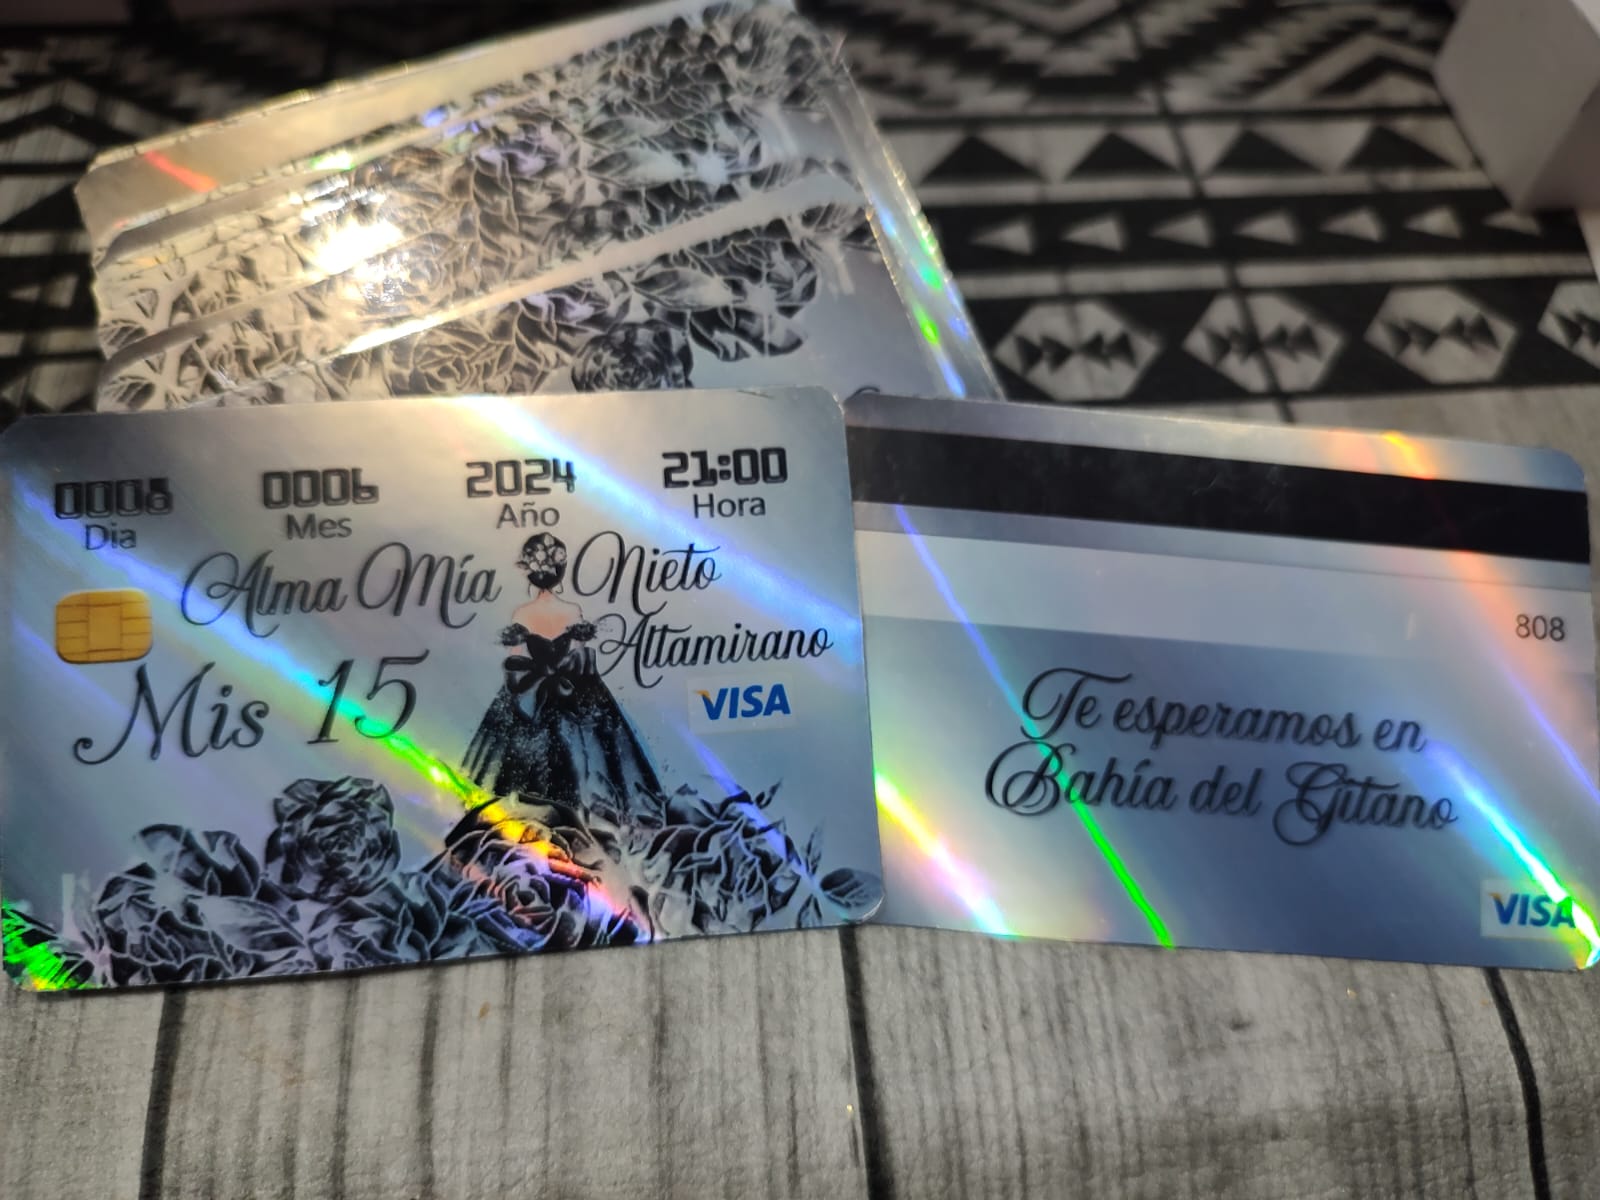 0008 0006 2024 21:00
Dia Mes Año Hora
Alma Mía Nieto
Altamirano
Mis 15
VISA
808
Te esperamos en
Bahía del Gitano
VISA